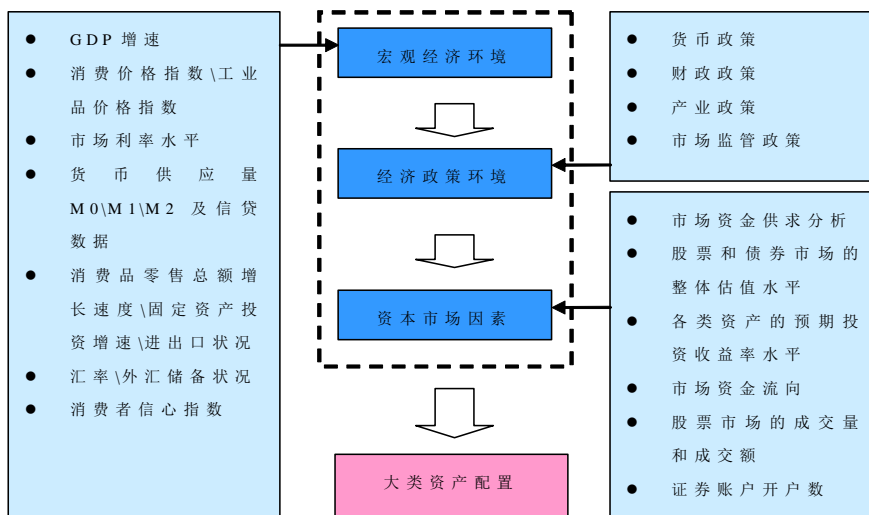 ● GDP 增速
● 消费价格指数\工业
品价格指数
● 市场利率水平
● 货币供应量
M0\M1\M2 及信贷
数据
● 消费品零售总额增
长速度\固定资产投
资增速\进出口状况
● 汇率\外汇储备状况
● 消费者信心指数
宏观经济环境
经济政策环境
资本市场因素
大类资产配置
● 货币政策
● 财政政策
● 产业政策
● 市场监管政策
● 市场资金供求分析
● 股票和债券市场的
整体估值水平
● 各类资产的预期投
资收益率水平
● 市场资金流向
● 股票市场的成交量
和成交额
● 证券账户开户数